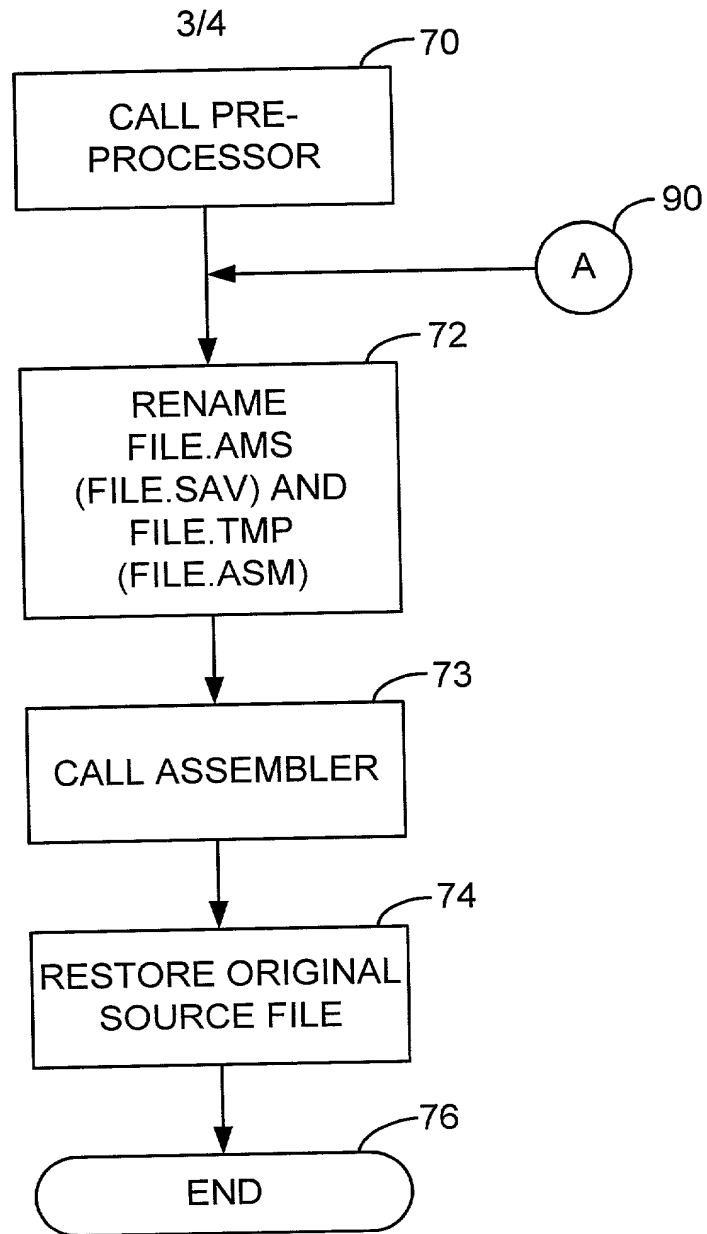 3/4
70
CALL PRE-
PROCESSOR
90
A
72
RENAME
FILE.AMS
(FILE.SAV) AND
FILE.TMP
(FILE.ASM)
73
CALL ASSEMBLER
74
RESTORE ORIGINAL
SOURCE FILE
76
END